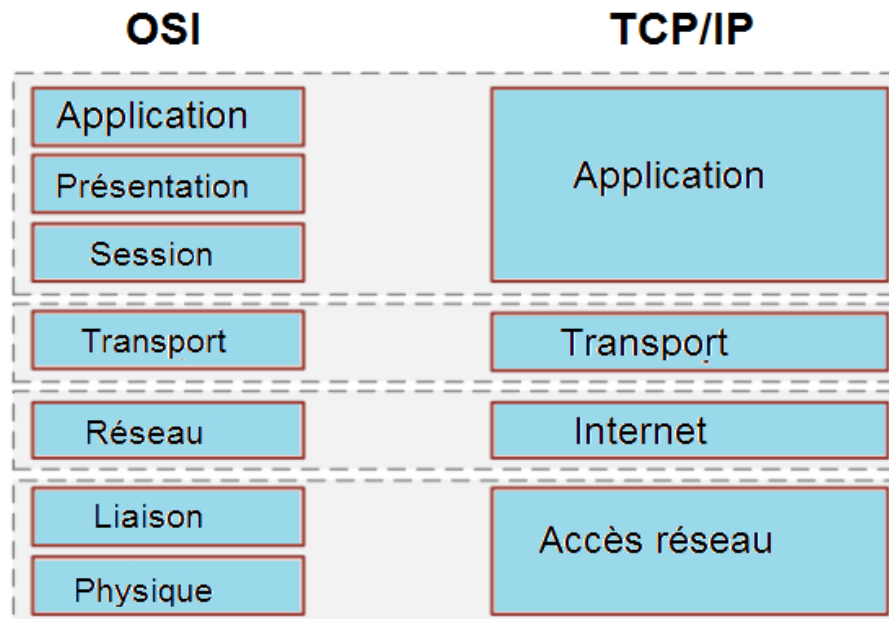 OSI
TCP/IP
Application
Présentation
Session
Application
Transport
Transport
Réseau
Internet
Liaison
Physique
Accès réseau